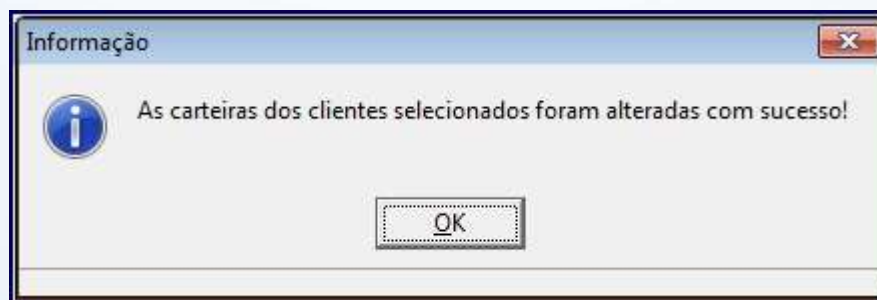 Informação
As carteiras dos clientes selecionados foram alteradas com sucesso!
OK